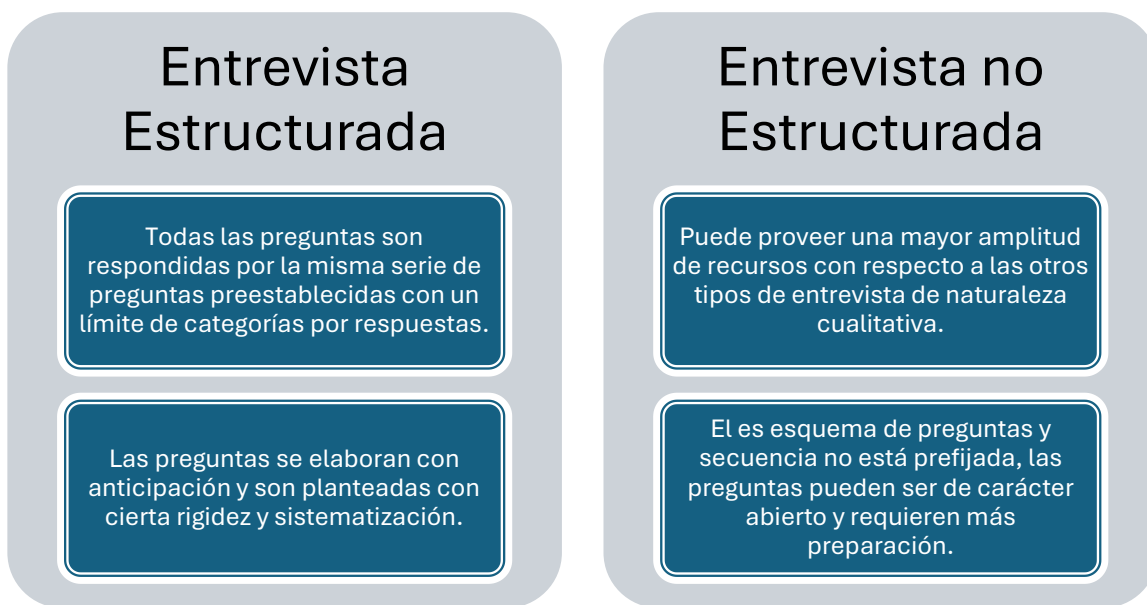 Entrevista
Estructurada
Todas las preguntas son
respondidas por la misma serie de
preguntas preestablecidas con un
límite de categorías por respuestas.
Las preguntas se elaboran con
anticipación y son planteadas con
cierta rigidez y sistematización.
Entrevista no
Estructurada
Puede proveer una mayor amplitud
de recursos con respecto a las otros
tipos de entrevista de naturaleza
cualitativa.
El es esquema de preguntas y
secuencia no está prefijada, las
preguntas pueden ser de carácter
abierto y requieren más
preparación.